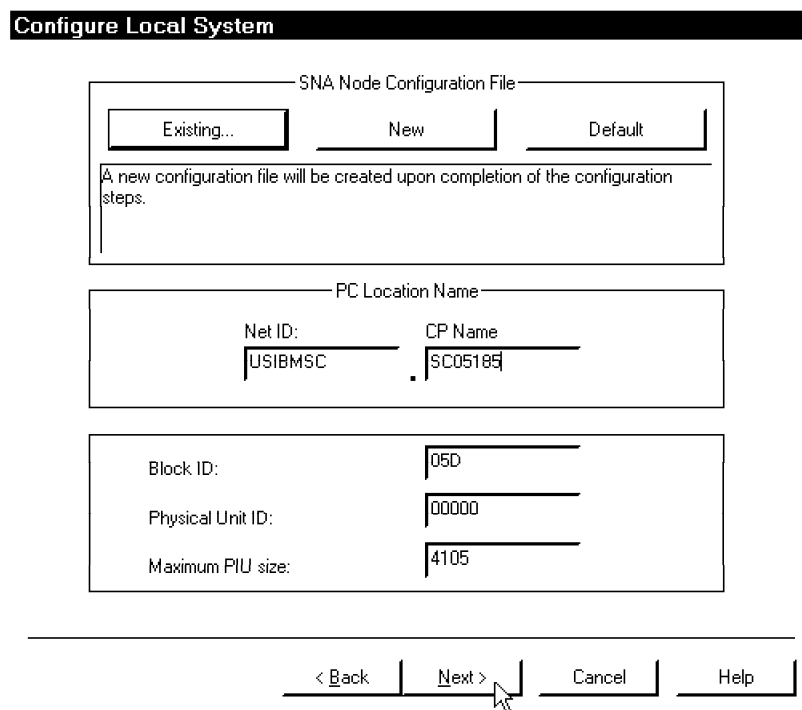 Configure Local System
SNA Node Configuration File
Existing... New Default
A new configuration file will be created upon completion of the configuration
steps.
PC Location Name
Net ID: CP Name
USIBMSC . SC05185
Block ID: 05D
Physical Unit ID: 00000
Maximum PIU size: 4105
< Back Next > Cancel Help